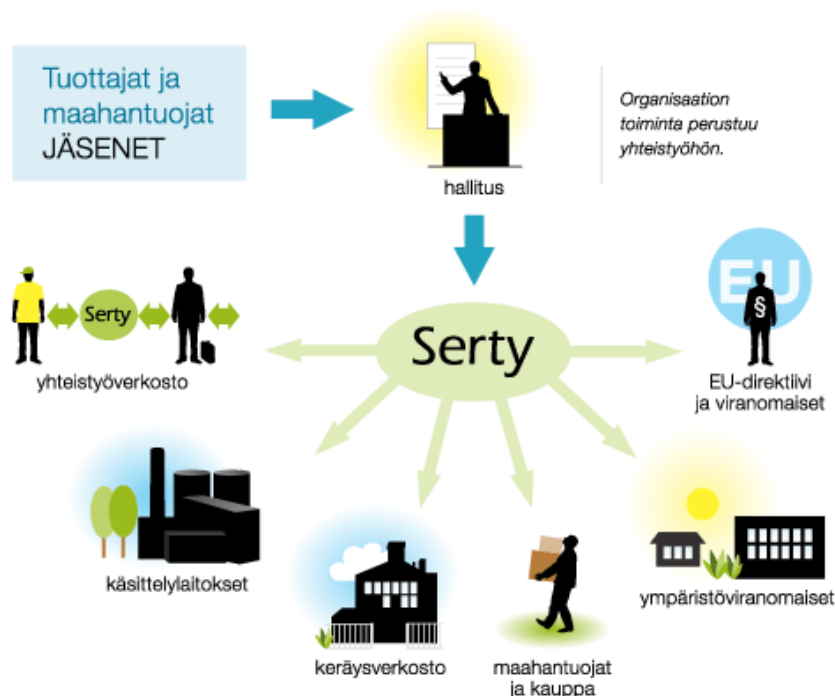 Tuottajat ja
maahantuojat
JÄSENET
hallitus
Organisaation
toiminta perustuu
yhteistyöhön.
Serty
yhteistyöverkosto
Serty
EU
§
EU-direktiivi
ja viranomaiset
käsittelylaitokset
keräysverkosto
maahantuojat
ja kauppa
ympäristöviranomaiset